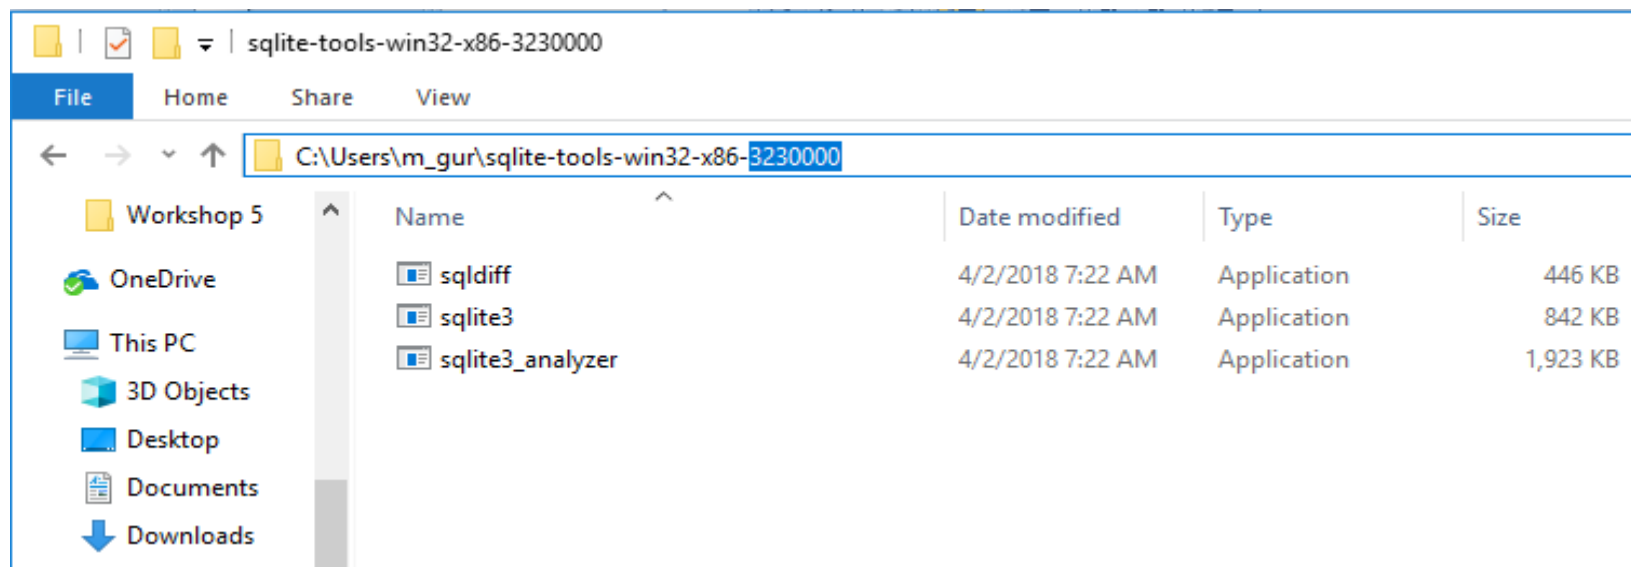 sqlite-tools-win32-x86-3230000
File Home Share View
C:\Users\m_gur\sqlite-tools-win32-x86-3230000
Workshop 5
OneDrive
This PC
3D Objects
Desktop
Documents
Downloads
Name Date modified Type Size
sqldiff 4/2/2018 7:22 AM Application 446 KB
sqlite3 4/2/2018 7:22 AM Application 842 KB
sqlite3_analyzer 4/2/2018 7:22 AM Application 1,923 KB